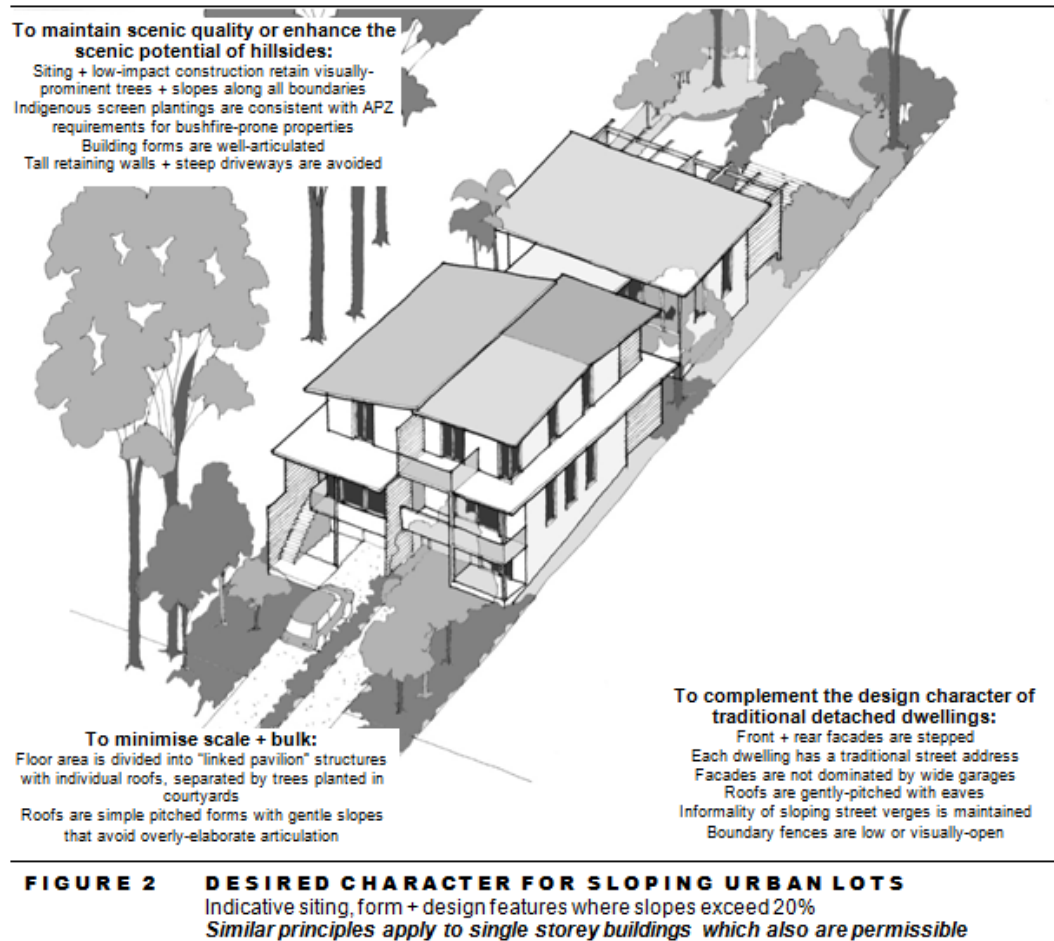 To maintain scenic quality or enhance the
scenic potential of hillsides:
Siting + low-impact construction retain visually-
prominent trees + slopes along all boundaries
Indigenous screen plantings are consistent with APZ
requirements for bushfire-prone properties
Building forms are well-articulated
Tall retaining walls + steep driveways are avoided
To minimise scale + bulk:
Floor area is divided into "linked pavilion" structures
with individual roofs, separated by trees planted in
courtyards
Roofs are simple pitched forms with gentle slopes
that avoid overly-elaborate articulation
To complement the design character of
traditional detached dwellings:
Front + rear facades are stepped
Each dwelling has a traditional street address
Facades are not dominated by wide garages
Roofs are gently-pitched with eaves
Informality of sloping street verges is maintained
Boundary fences are low or visually-open
FIGURE 2 DESIRED CHARACTER FOR SLOPING URBAN LOTS
Indicative siting, form + design features where slopes exceed 20%
Similar principles apply to single storey buildings which also are permissible